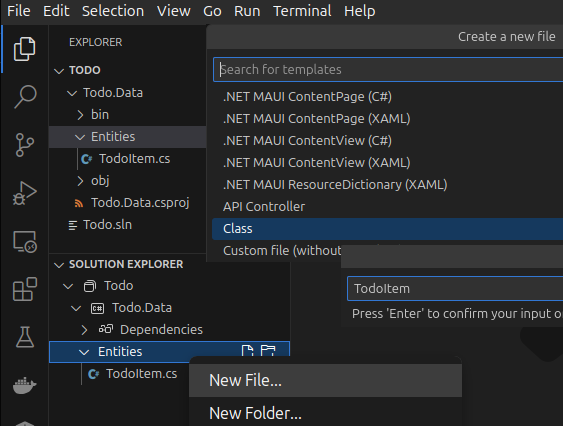 File Edit Selection View Go Run Terminal Help
EXPLORER
TODO
Todo.Data
bin
Entities
TodoItem.cs
obj
Todo.Data.csproj
Todo.sln
Create a new file
Search for templates
.NET MAUI ContentPage (C#)
.NET MAUI ContentPage (XAML)
.NET MAUI ContentView (C#)
.NET MAUI ContentView (XAML)
.NET MAUI ResourceDictionary (XAML)
API Controller
Class
Custom file (without
TodoItem
Press 'Enter' to confirm your input o
SOLUTION EXPLORER
Todo
C# Todo.Data
Dependencies
Entities
TodoItem.cs
New File...
New Folder...